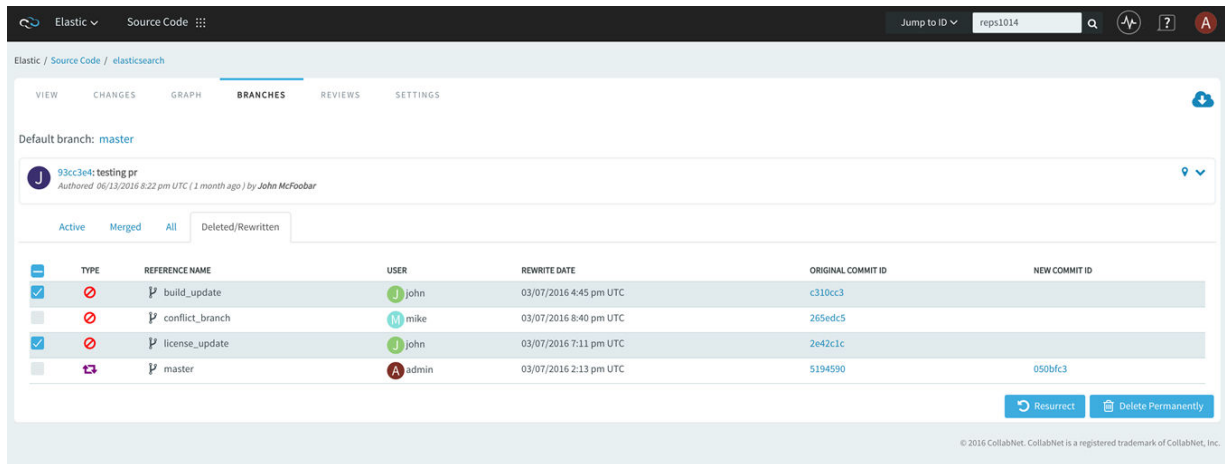 Elastic Source Code Jump to ID reps1014 ? A
Elastic / Source Code / elasticsearch
VIEW CHANGES GRAPH BRANCHES REVIEWS SETTINGS
Default branch: master
J 93cc3e4: testing pr
Authored 06/13/2016 8:22 pm UTC ( 1 month ago ) by John McFoobar
Active Merged All Deleted/Rewritten
TYPE REFERENCE NAME USER REWRITE DATE ORIGINAL COMMIT ID NEW COMMIT ID
build_update J john 03/07/2016 4:45 pm UTC c310cc3
conflict_branch M mike 03/07/2016 8:40 pm UTC 265edc5
license_update J john 03/07/2016 7:11 pm UTC 2e42c1c
master A admin 03/07/2016 2:13 pm UTC 5194590 050bfc3
Resurrect Delete Permanently
© 2016 CollabNet. CollabNet is a registered trademark of CollabNet, Inc.